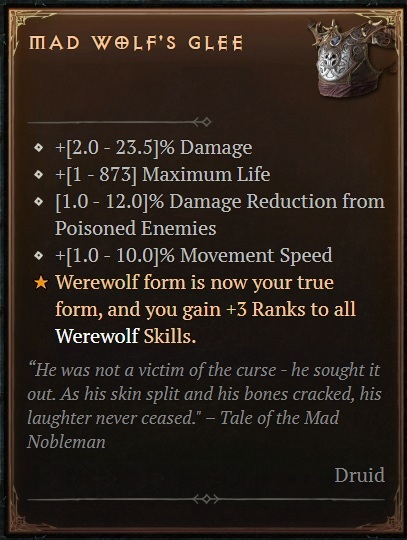 MAD WOLF'S GLEE
+[2.0 - 23.5]% Damage
+[1 - 873] Maximum Life
[1.0 - 12.0]% Damage Reduction from
Poisoned Enemies
+[1.0 - 10.0]% Movement Speed
Werewolf form is now your true
form, and you gain +3 Ranks to all
Werewolf Skills.
“He was not a victim of the curse - he sought it
out. As his skin split and his bones cracked, his
laughter never ceased." – Tale of the Mad
Nobleman
Druid